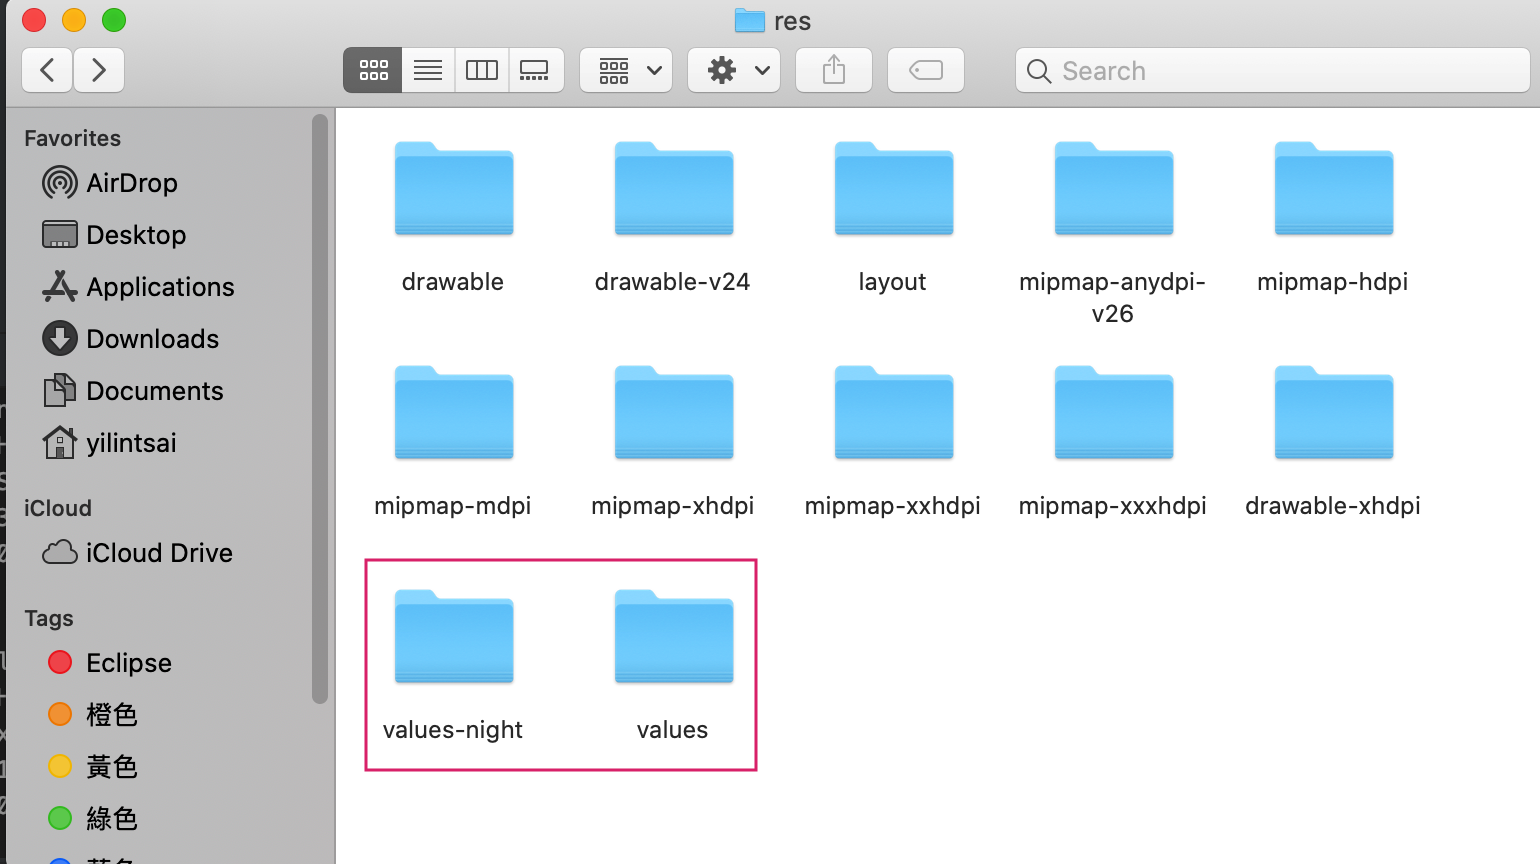 res
Search
Favorites
AirDrop
Desktop
Applications
Downloads
Documents
yilintsai
iCloud
iCloud Drive
Tags
Eclipse
橙色
黃色
綠色
drawable
drawable-v24
layout
mipmap-anydpi-
v26
mipmap-hdpi
mipmap-mdpi
mipmap-xhdpi
mipmap-xxhdpi
mipmap-xxxhdpi
drawable-xhdpi
values-night
values